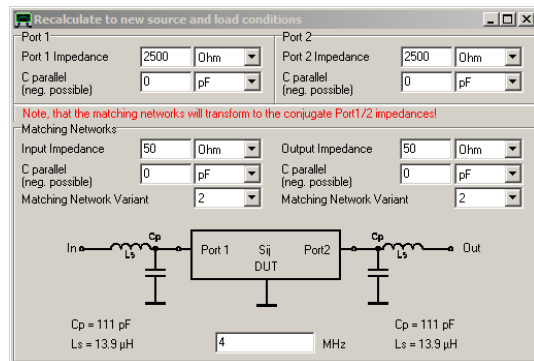 Recalculate to new source and load conditions
Port 1
Port 1 Impedance 2500 Ohm
C parallel (neg. possible) 0 pF
Port 2
Port 2 Impedance 2500 Ohm
C parallel (neg. possible) 0 pF
Note, that the matching networks will transform to the conjugate Port1/2 impedances!
Matching Networks
Input Impedance 50 Ohm
Output Impedance 50 Ohm
C parallel (neg. possible) 0 pF
C parallel (neg. possible) 0 pF
Matching Network Variant 2
Matching Network Variant 2
In Ls Cp Port 1 Sij DUT Port2 Cp Ls Out
Cp = 111 pF
Cp = 111 pF
Ls = 13.9 µH
4 MHz
Ls = 13.9 µH